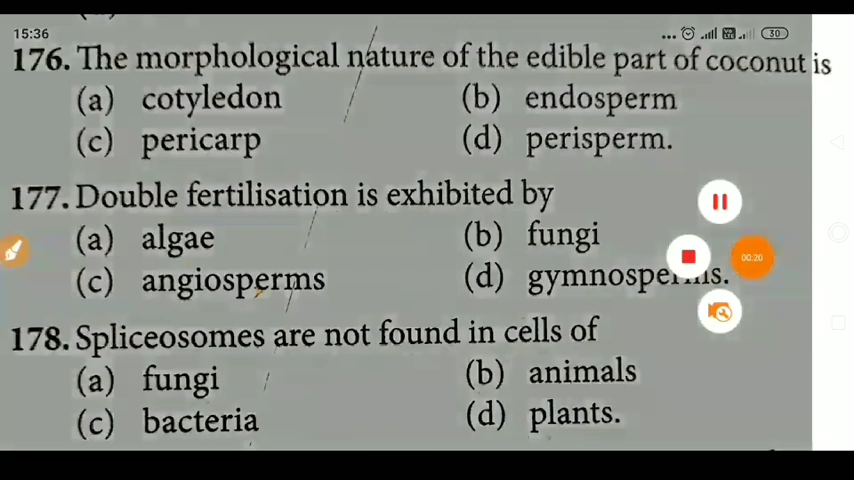 15:36
... 30
176. The morphological nature of the edible part of coconut is
(a) cotyledon (b) endosperm
(c) pericarp (d) perisperm.
177. Double fertilisation is exhibited by
(a) algae (b) fungi
(c) angiosperms (d) gymnosperms.
00:20
178. Spliceosomes are not found in cells of
(a) fungi (b) animals
(c) bacteria (d) plants.